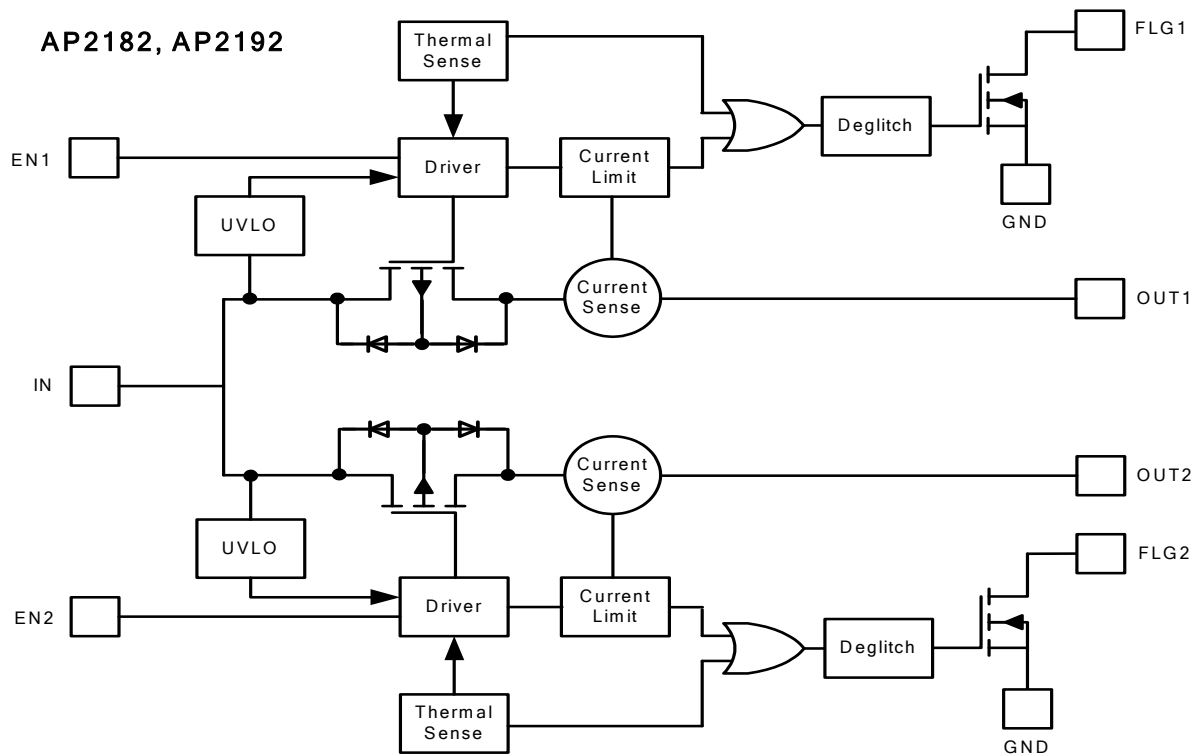 AP2182, AP2192
Thermal
Sense
FLG1
EN1
Driver
Current
Limit
Deglitch
UVLO
GND
Current
Sense
OUT1
IN
Current
Sense
OUT2
UVLO
FLG2
EN2
Driver
Current
Limit
Deglitch
Thermal
Sense
GND